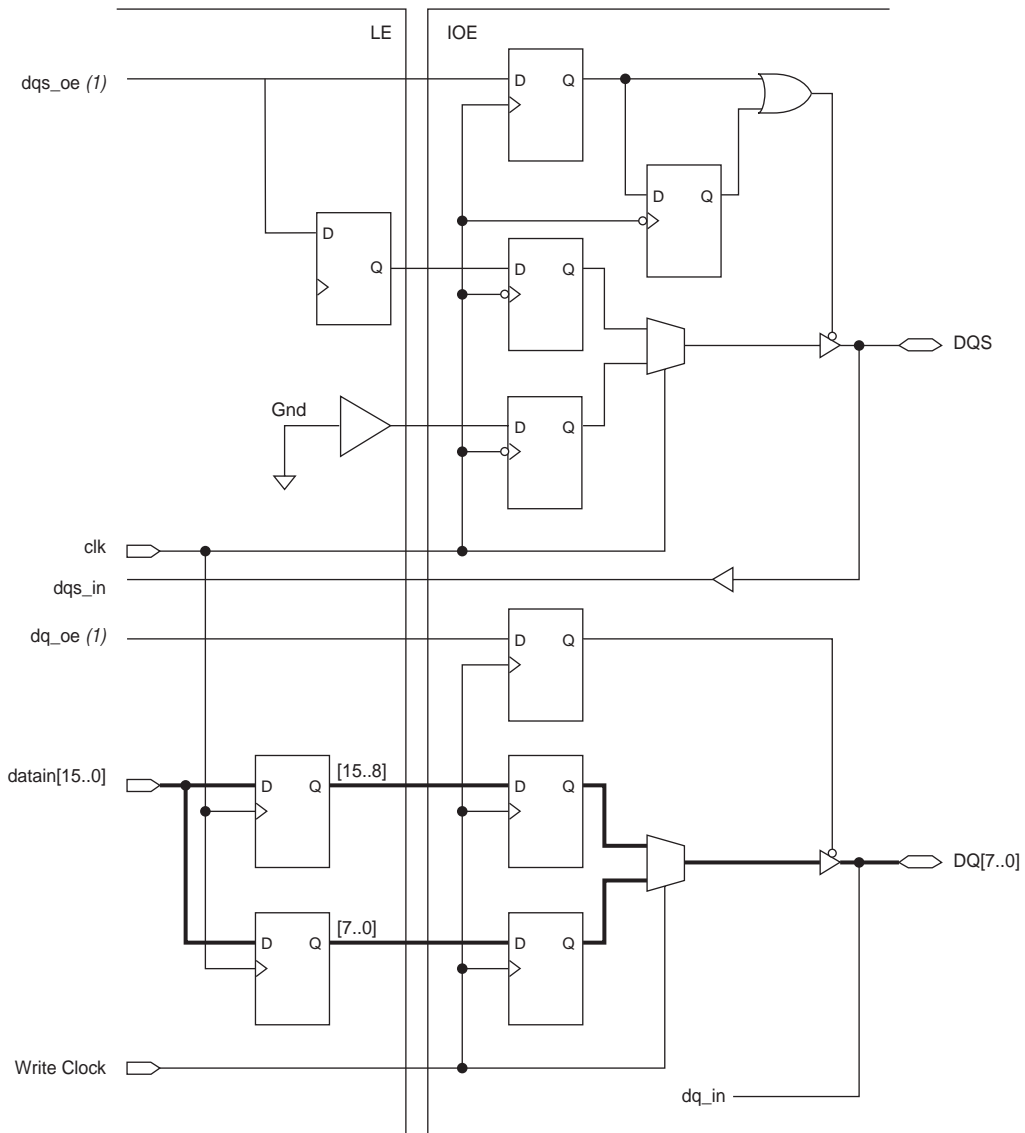 LE
IOE
dqs_oe (1)
D Q
D Q
D
Q
D Q
DQS
Gnd
D Q
clk
dqs_in
dq_oe (1)
D Q
datain[15..0]
D Q
[15..8]
D Q
DQ[7..0]
D Q
[7..0]
D Q
Write Clock
dq_in